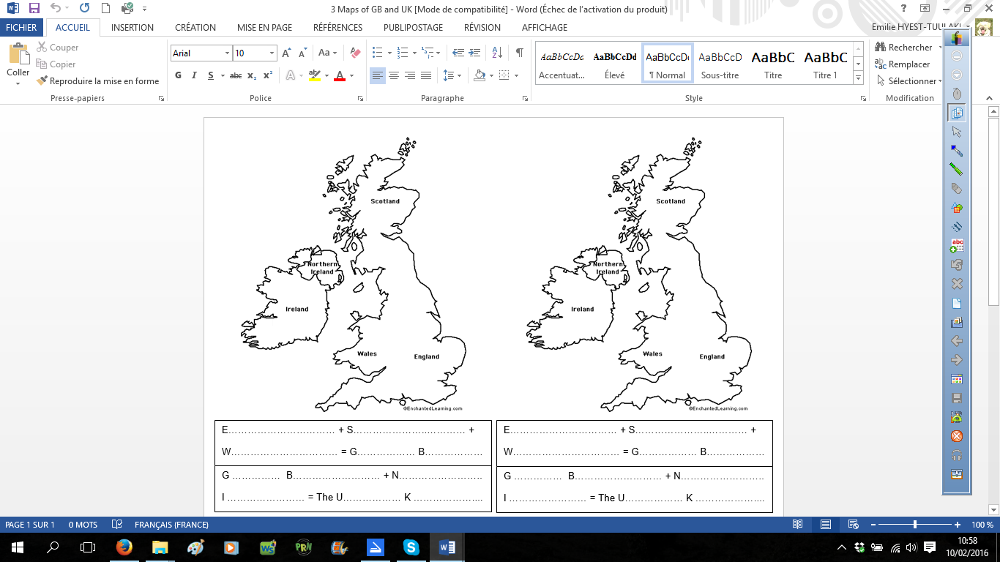 3 Maps of GB and UK [Mode de compatibilité] - Word (Échec de l'activation du produit)
FICHIER ACCUEIL INSERTION CRÉATION MISE EN PAGE RÉFÉRENCES PUBLIPOSTAGE RÉVISION AFFICHAGE
Emilie HYEST-TUULAKI
Coller
Couper
Copier
Reproduire la mise en forme
Presse-papiers
Arial 10
G I S abc x₂ x²
Police
Paragraphe
AaBbCcDc AaBbCcDd AaBbCcDc AaBbCcD AaBbC AaBbC
Accentuat... Élevé ¶ Normal Sous-titre Titre Titre 1
Style
Rechercher
Remplacer
Sélectionner
Modification
abc
Scotland
Northern
Ireland
Ireland
Wales
England
©EnchantedLearning.com
E…………………………… + S…………………………… +
W…………………………… = G……………… B………………
G …………… B……………………… + N……………………
I …………………… = The U……………… K …………………
Scotland
Northern
Ireland
Ireland
Wales
England
©EnchantedLearning.com
E…………………………… + S…………………………… +
W…………………………… = G……………… B………………
G …………… B……………………… + N……………………
I …………………… = The U……………… K …………………
PAGE 1 SUR 1 0 MOTS FRANÇAIS (FRANCE) 100 %
10:58
10/02/2016